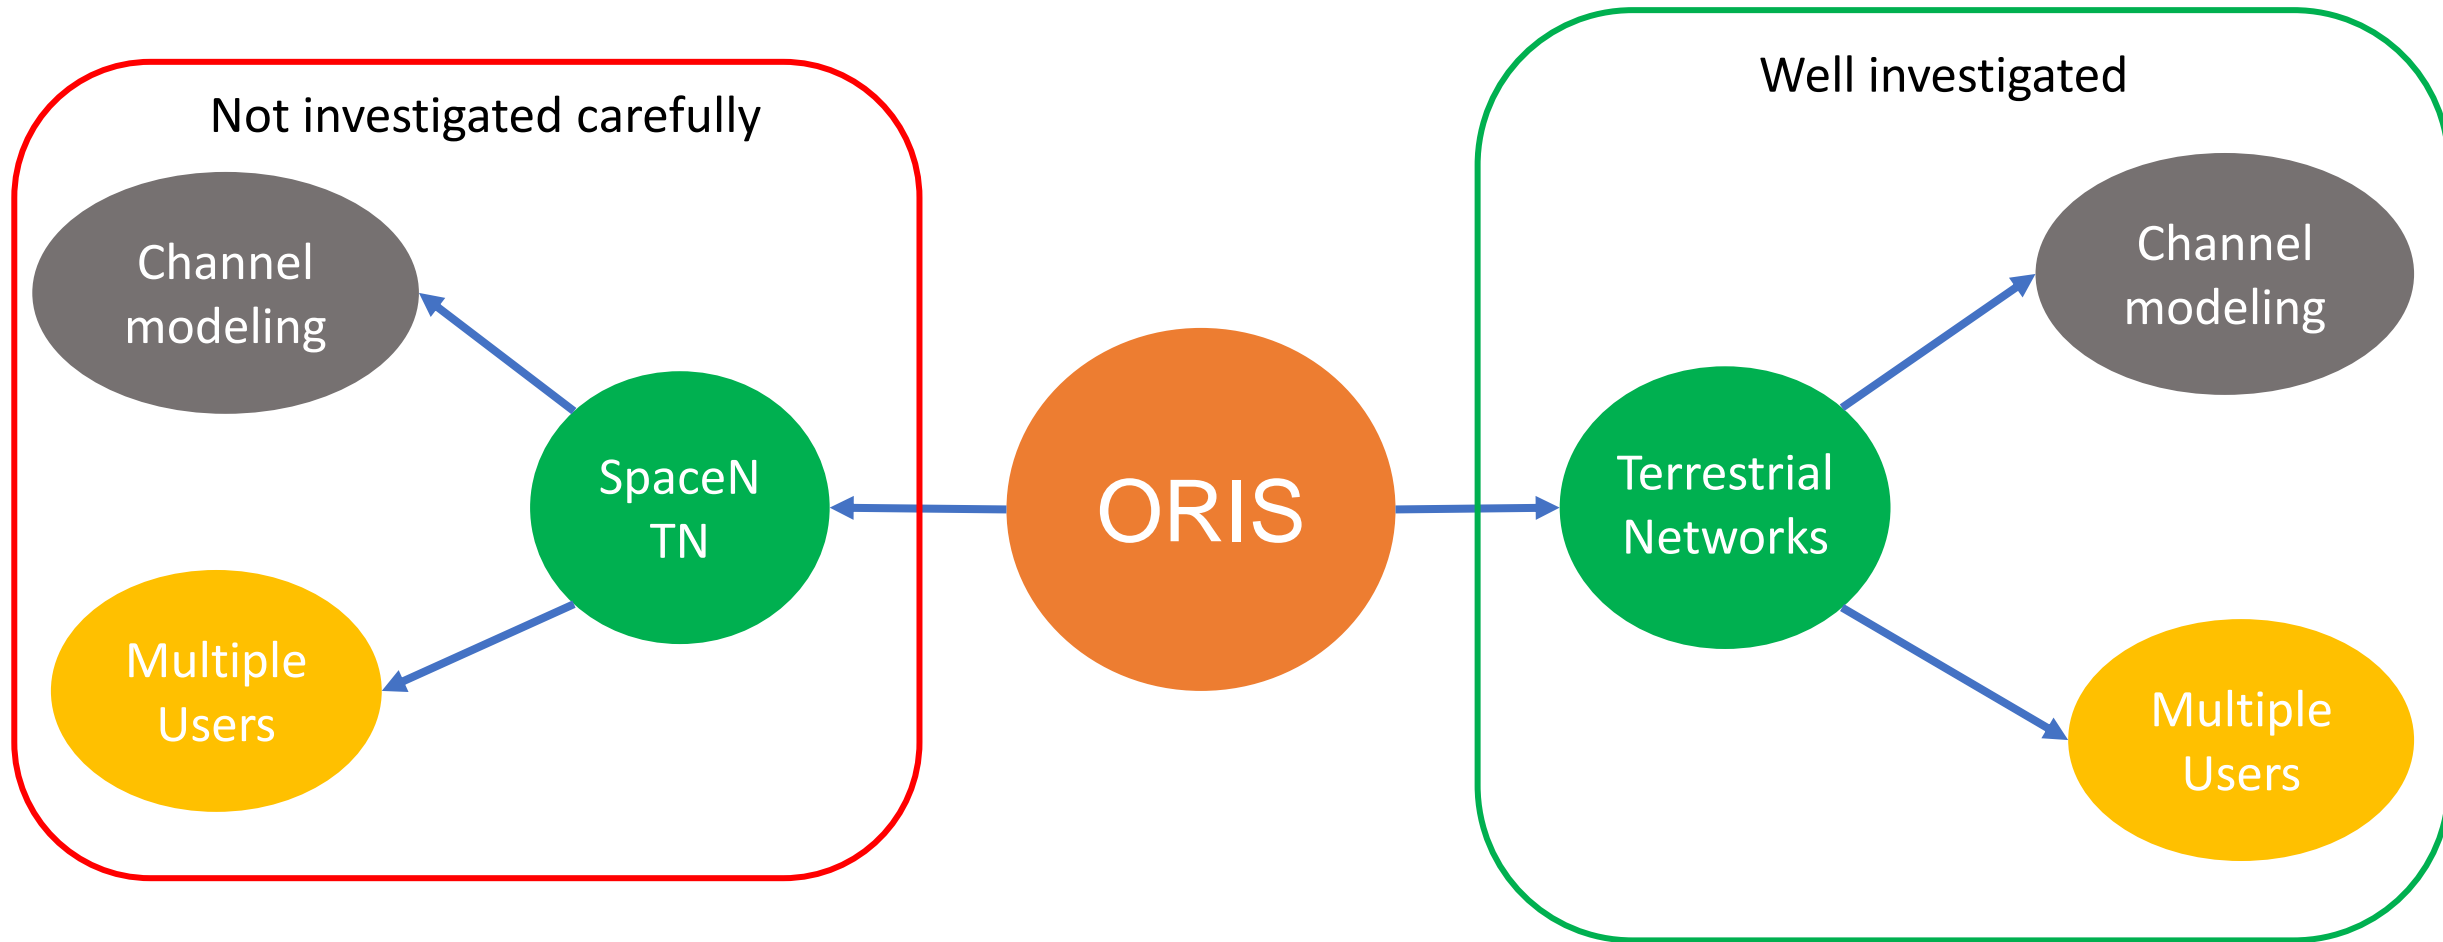 Not investigated carefully
Channel
modeling
SpaceN
TN
Multiple
Users
ORIS
Well investigated
Channel
modeling
Terrestrial
Networks
Multiple
Users